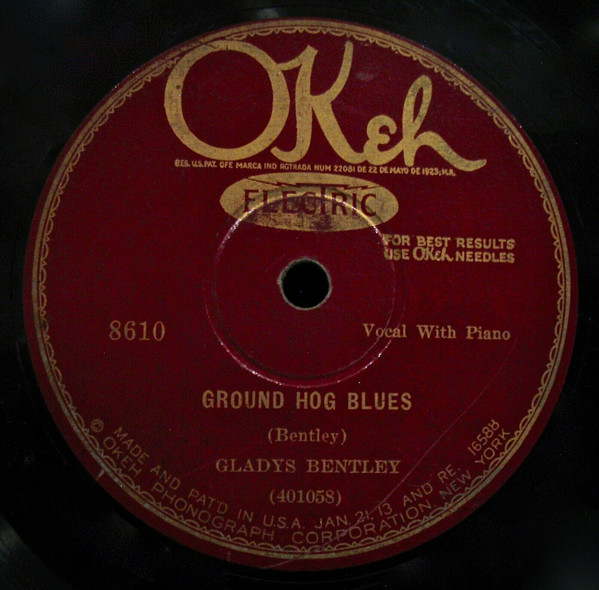 OKeh
REG. U.S. PAT. OFF. MARCA IND RGTRADA NUM 22081 DE 22 DE MAYO DE 1923, M.R.
ELECTRIC
FOR BEST RESULTS
USE OKeh NEEDLES
8610
Vocal With Piano
GROUND HOG BLUES
(Bentley)
GLADYS BENTLEY
(401058)
MADE AND PAT'D IN U.S.A. JAN. 21, 13 AND RE. 16588
© OKEH PHONOGRAPH CORPORATION NEW YORK